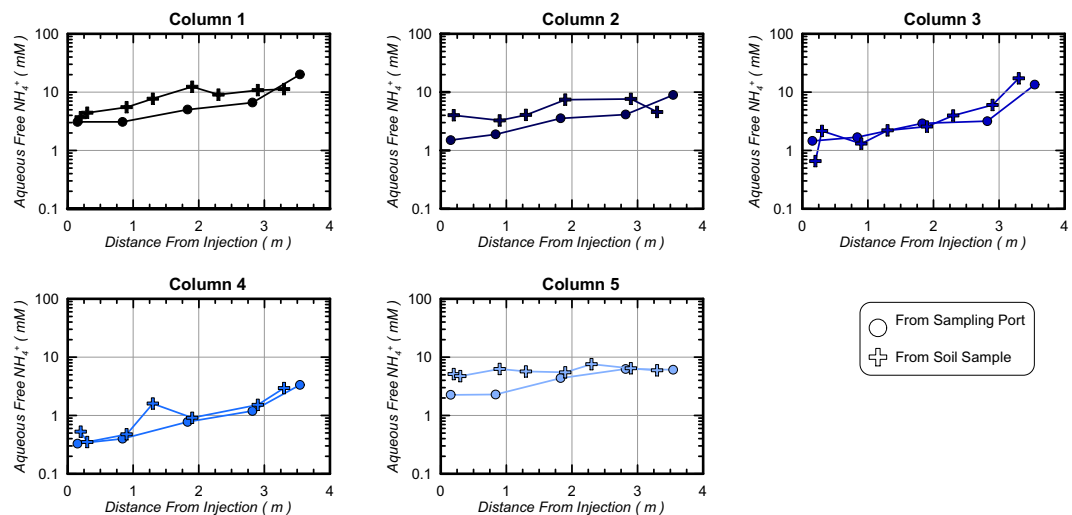 Column 1
Column 2
Column 3
100
10
1
0.1
Aqueous Free NH₄⁺ ( mM )
0 1 2 3 4
Distance From Injection ( m )
100
10
1
0.1
Aqueous Free NH₄⁺ ( mM )
0 1 2 3 4
Distance From Injection ( m )
100
10
1
0.1
Aqueous Free NH₄⁺ ( mM )
0 1 2 3 4
Distance From Injection ( m )
Column 4
Column 5
100
10
1
0.1
Aqueous Free NH₄⁺ ( mM )
0 1 2 3 4
Distance From Injection ( m )
100
10
1
0.1
Aqueous Free NH₄⁺ ( mM )
0 1 2 3 4
Distance From Injection ( m )
From Sampling Port
From Soil Sample